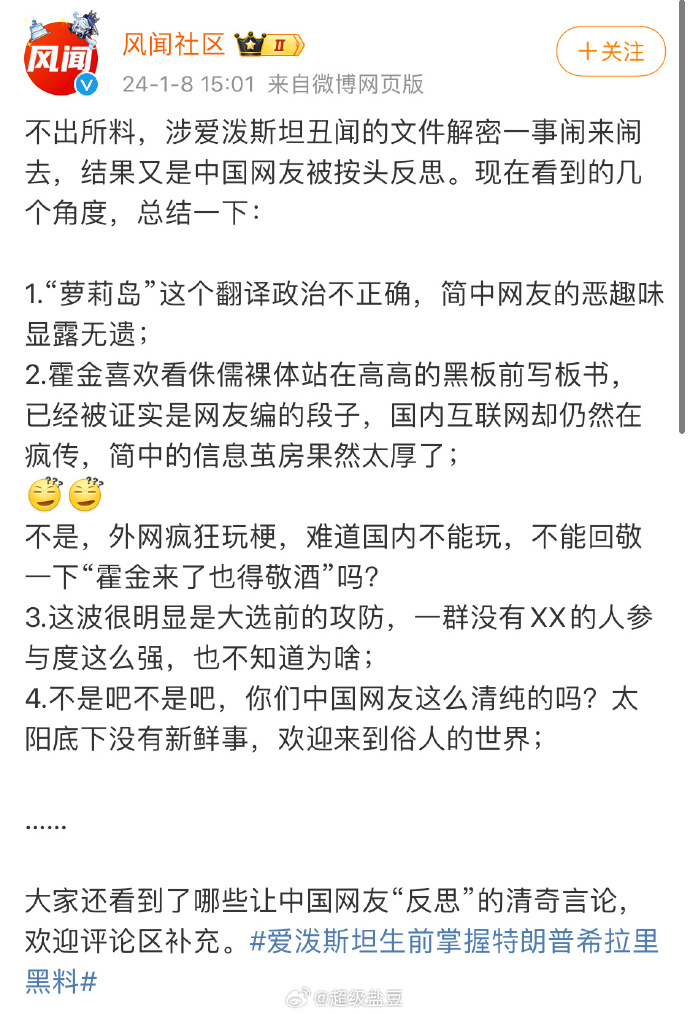 风闻
风闻社区 II
24-1-8 15:01 来自微博网页版
+关注
不出所料，涉爱泼斯坦丑闻的文件解密一事闹来闹
去，结果又是中国网友被按头反思。现在看到的几
个角度，总结一下：
1.“萝莉岛”这个翻译政治不正确，简中网友的恶趣味
显露无遗；
2.霍金喜欢看侏儒裸体站在高高的黑板前写板书，
已经被证实是网友编的段子，国内互联网却仍然在
疯传，简中的信息茧房果然太厚了；
不是，外网疯狂玩梗，难道国内不能玩，不能回敬
一下“霍金来了也得敬酒”吗？
3.这波很明显是大选前的攻防，一群没有XX的人参
与度这么强，也不知道为啥；
4.不是吧不是吧，你们中国网友这么清纯的吗？太
阳底下没有新鲜事，欢迎来到俗人的世界；
……
大家还看到了哪些让中国网友“反思”的清奇言论，
欢迎评论区补充。#爱泼斯坦生前掌握特朗普希拉里
黑料#
@超级盐豆